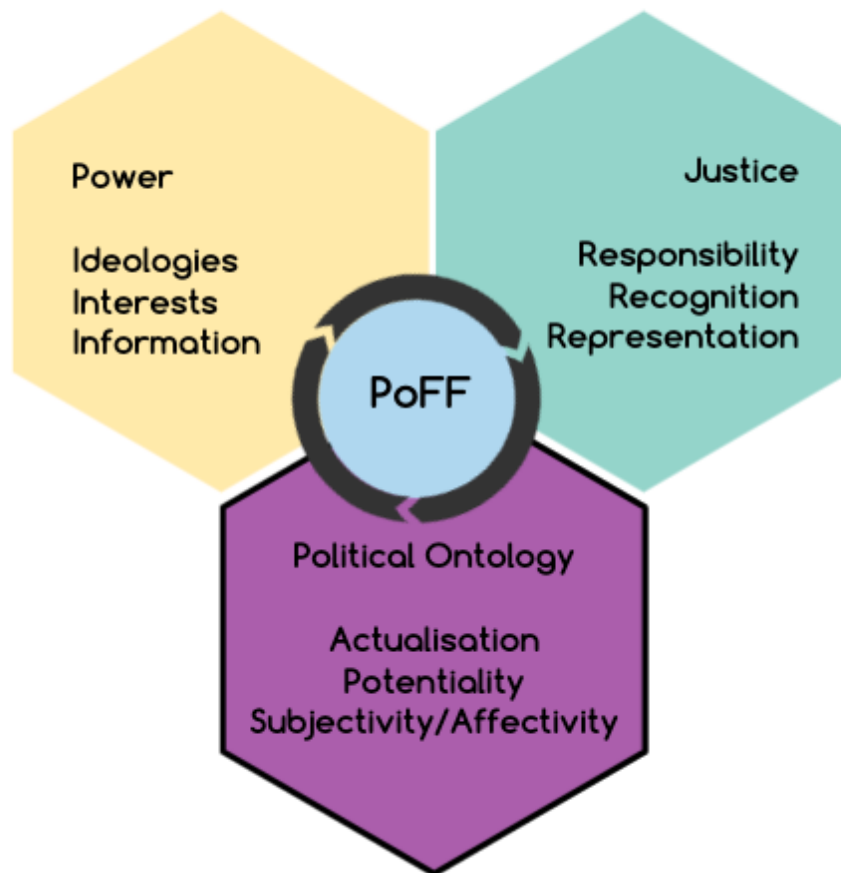 Power
Ideologies
Interests
Information
Justice
Responsibility
Recognition
Representation
PoFF
Political Ontology
Actualisation
Potentiality
Subjectivity/Affectivity